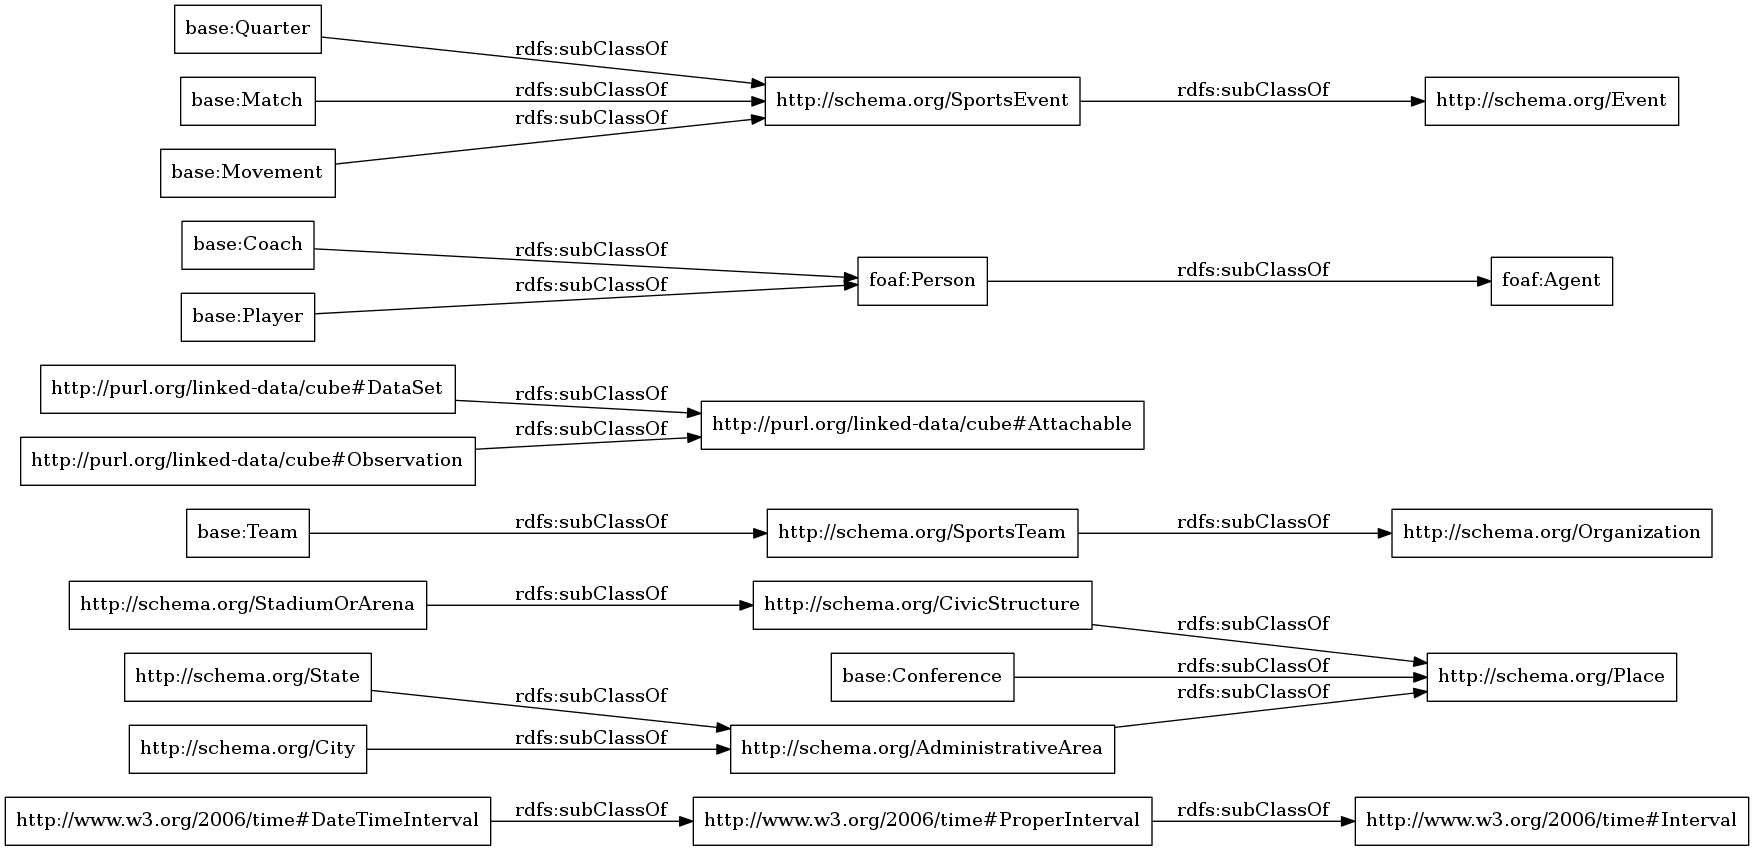 base:Quarter
rdfs:subClassOf
base:Match
rdfs:subClassOf
http://schema.org/SportsEvent
rdfs:subClassOf
http://schema.org/Event
rdfs:subClassOf
base:Movement
base:Coach
rdfs:subClassOf
foaf:Person
rdfs:subClassOf
foaf:Agent
rdfs:subClassOf
base:Player
http://purl.org/linked-data/cube#DataSet
rdfs:subClassOf
http://purl.org/linked-data/cube#Attachable
rdfs:subClassOf
http://purl.org/linked-data/cube#Observation
base:Team
rdfs:subClassOf
http://schema.org/SportsTeam
rdfs:subClassOf
http://schema.org/Organization
http://schema.org/StadiumOrArena
rdfs:subClassOf
http://schema.org/CivicStructure
rdfs:subClassOf
http://schema.org/State
rdfs:subClassOf
base:Conference
rdfs:subClassOf
http://schema.org/Place
rdfs:subClassOf
http://schema.org/City
rdfs:subClassOf
http://schema.org/AdministrativeArea
http://www.w3.org/2006/time#DateTimeInterval
rdfs:subClassOf
http://www.w3.org/2006/time#ProperInterval
rdfs:subClassOf
http://www.w3.org/2006/time#Interval